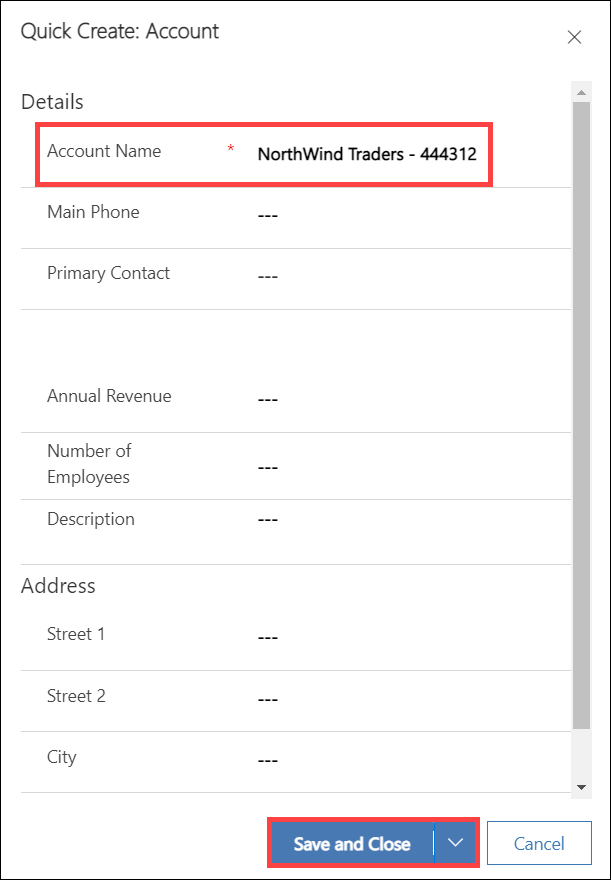 Quick Create: Account
Details
Account Name * NorthWind Traders - 444312
Main Phone ---
Primary Contact ---
Annual Revenue ---
Number of
Employees ---
Description ---
Address
Street 1 ---
Street 2 ---
City ---
Save and Close Cancel